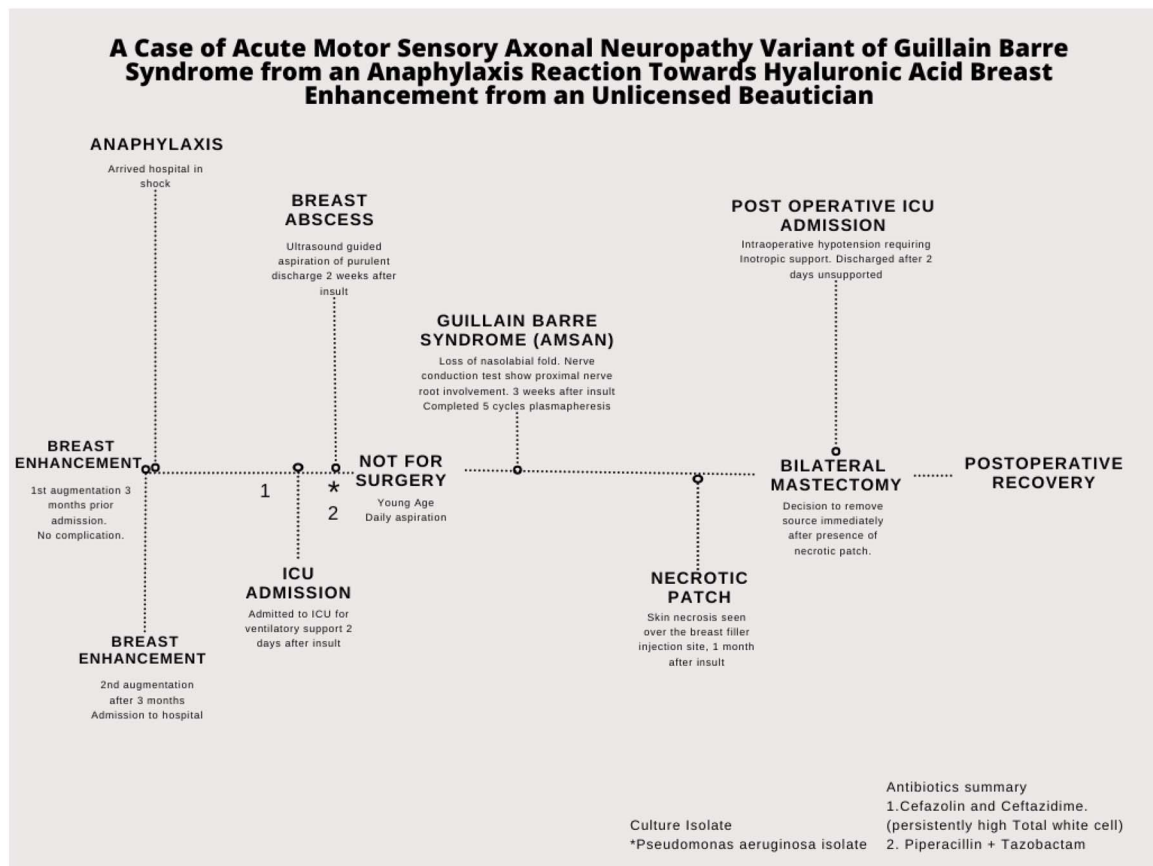 A Case of Acute Motor Sensory Axonal Neuropathy Variant of Guillain Barre
Syndrome from an Anaphylaxis Reaction Towards Hyaluronic Acid Breast
Enhancement from an Unlicensed Beautician
ANAPHYLAXIS
Arrived hospital in
shock
BREAST
ABSCESS
Ultrasound guided
aspiration of purulent
discharge 2 weeks after
insult
POST OPERATIVE ICU
ADMISSION
Intraoperative hypotension requiring
Inotropic support. Discharged after 2
days unsupported
GUILLAIN BARRE
SYNDROME (AMSAN)
Loss of nasolabial fold. Nerve
conduction test show proximal nerve
root involvement. 3 weeks after insult
Completed 5 cycles plasmapheresis
BREAST
ENHANCEMENT
1st augmentation 3
months prior
admission.
No complication.
1
*
2
NOT FOR
SURGERY
Young Age
Daily aspiration
BILATERAL
MASTECTOMY
Decision to remove
source immediately
after presence of
necrotic patch.
POSTOPERATIVE
RECOVERY
ICU
ADMISSION
Admitted to ICU for
ventilatory support 2
days after insult
NECROTIC
PATCH
Skin necrosis seen
over the breast filler
injection site, 1 month
after insult
BREAST
ENHANCEMENT
2nd augmentation
after 3 months
Admission to hospital
Culture Isolate
*Pseudomonas aeruginosa isolate
Antibiotics summary
1.Cefazolin and Ceftazidime.
(persistently high Total white cell)
2. Piperacillin + Tazobactam